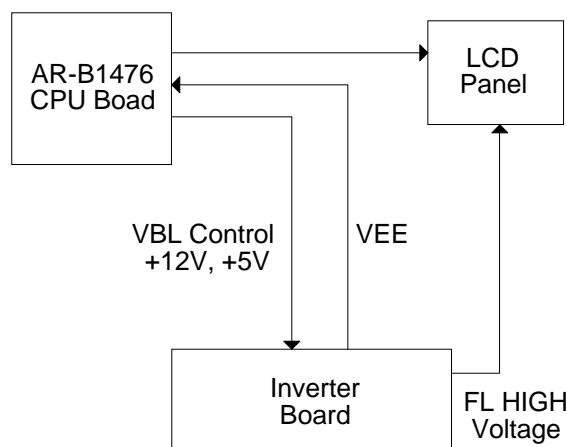 AR-B1476
CPU Boad
LCD
Panel
VBL Control
+12V, +5V
VEE
Inverter
Board
FL HIGH
Voltage